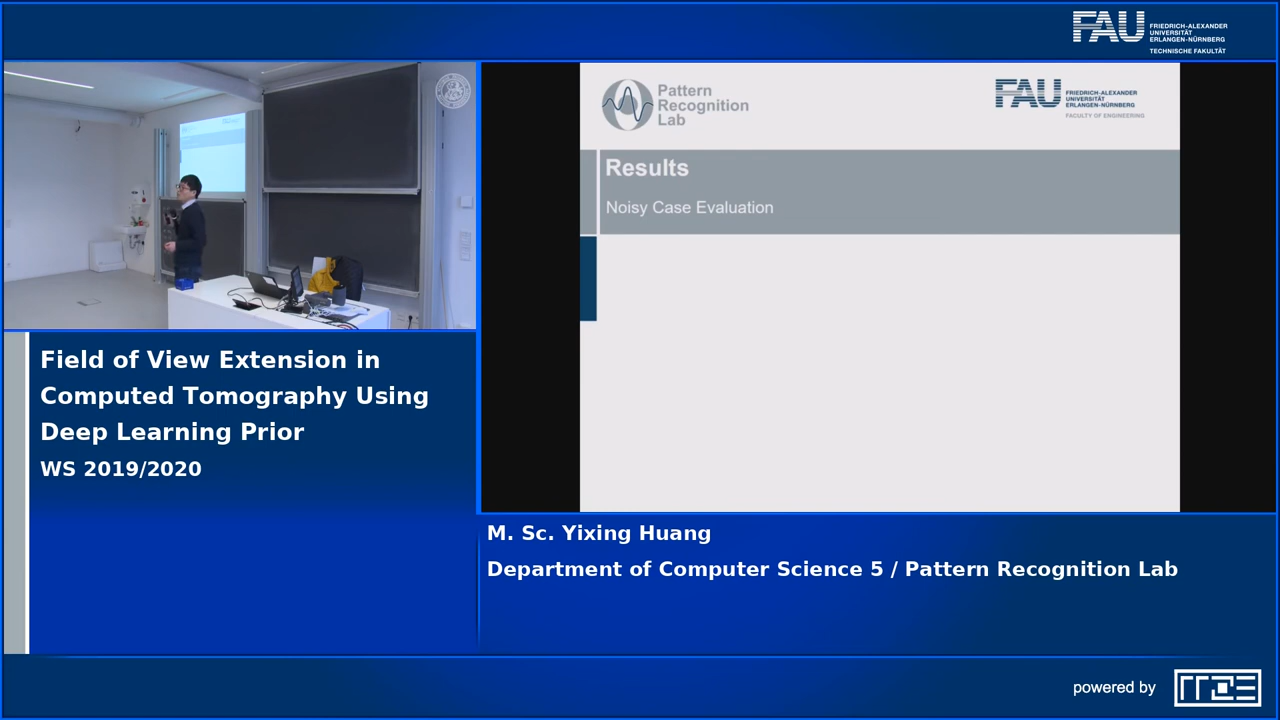 FAU
FRIEDRICH-ALEXANDER
UNIVERSITÄT
ERLANGEN-NÜRNBERG
TECHNISCHE FAKULTÄT
Pattern
Recognition
Lab
FAU
FRIEDRICH-ALEXANDER
UNIVERSITÄT
ERLANGEN-NÜRNBERG
FACULTY OF ENGINEERING
Results
Noisy Case Evaluation
Field of View Extension in
Computed Tomography Using
Deep Learning Prior
WS 2019/2020
M. Sc. Yixing Huang
Department of Computer Science 5 / Pattern Recognition Lab
powered by
rrze